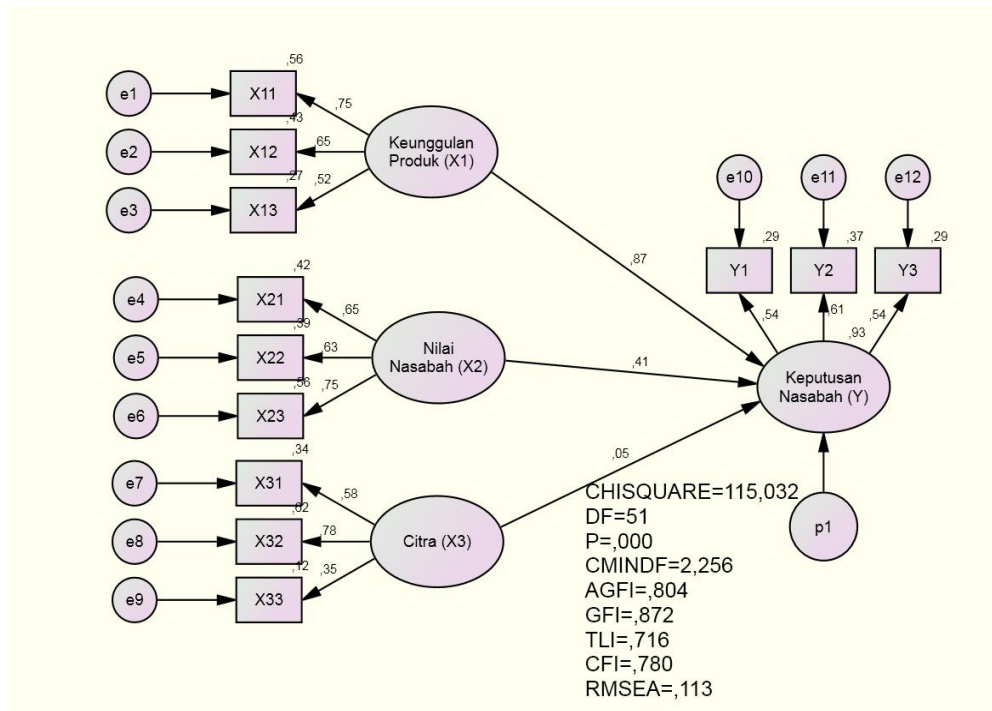 ,56
e1
X11
,75
,43
e2
X12
,65
Keunggulan
Produk (X1)
,27
,52
e3
X13
e10
e11
e12
,29
,37
,29
Y1
Y2
Y3
,87
,54
,61
,54
,93
,42
e4
X21
,65
,39
e5
X22
,63
Nilai
Nasabah (X2)
,41
Keputusan
Nasabah (Y)
,56
,75
e6
X23
,34
e7
X31
,58
,05
,62
e8
X32
,78
Citra (X3)
p1
,12
,35
e9
X33
CHISQUARE=115,032
DF=51
P=,000
CMINDF=2,256
AGFI=,804
GFI=,872
TLI=,716
CFI=,780
RMSEA=,113